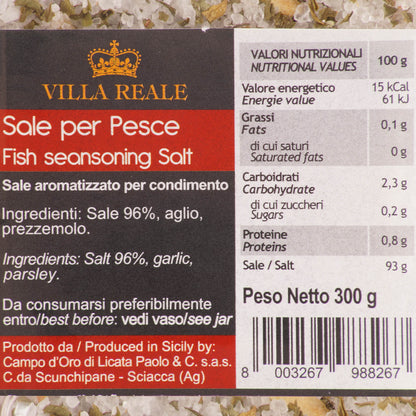 VILLA REALE
Sale per Pesce
Fish seansoning Salt
Sale aromatizzato per condimento
Ingredienti: Sale 96%, aglio,
prezzemolo.
Ingredients: Salt 96%, garlic,
parsley.
Da consumarsi preferibilmente
entro/best before: vedi vaso/see jar
Prodotto da / Produced in Sicily by:
Campo d'Oro di Licata Paolo & C. s.a.s.
C.da Scunchipane - Sciacca (Ag)
VALORI NUTRIZIONALI
NUTRITIONAL VALUES
100 g
Valore energetico 15 kCal
Energie value 61 kJ
Grassi
Fats
0,1 g
di cui saturi
Saturated fats
0 g
Carboidrati
Carbohydrate
2,3 g
di cui zuccheri
Sugars
0,2 g
Proteine
Proteins
0,8 g
Sale / Salt 93 g
Peso Netto 300 g
8 003267 988267